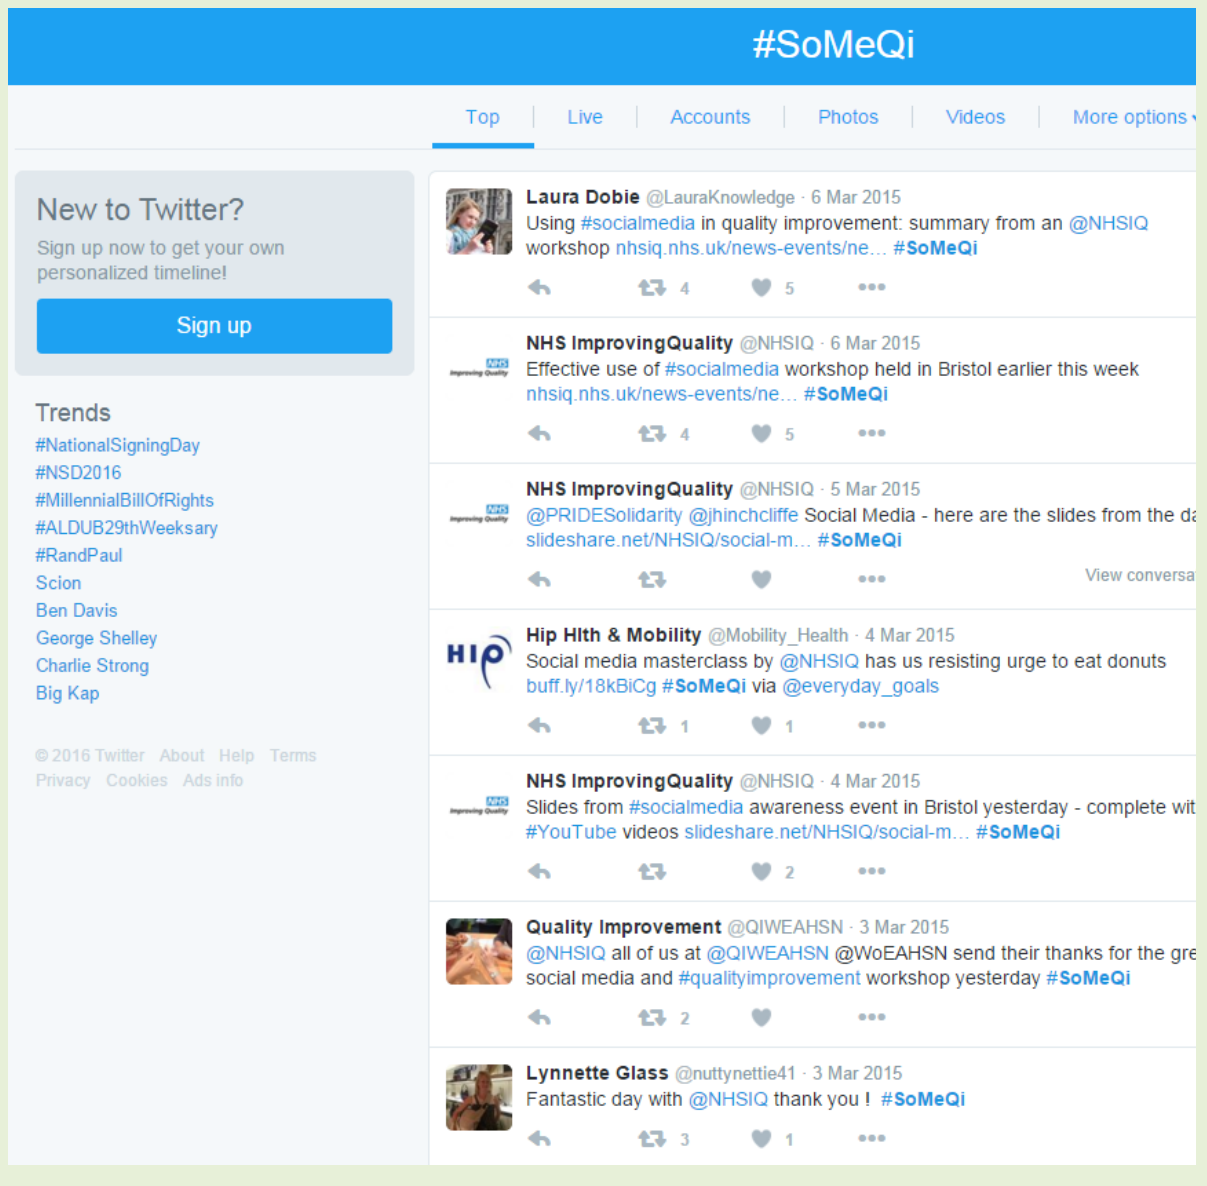 #SoMeQi
Top Live Accounts Photos Videos More options
New to Twitter?
Sign up now to get your own
personalized timeline!
Sign up
Trends
#NationalSigningDay
#NSD2016
#MillennialBillOfRights
#ALDUB29thWeeksary
#RandPaul
Scion
Ben Davis
George Shelley
Charlie Strong
Big Kap
© 2016 Twitter About Help Terms
Privacy Cookies Ads info
Laura Dobie @LauraKnowledge · 6 Mar 2015
Using #socialmedia in quality improvement: summary from an @NHSIQ
workshop nhsiq.nhs.uk/news-events/ne… #SoMeQi
4 5
NHS
Improving Quality
NHS ImprovingQuality @NHSIQ · 6 Mar 2015
Effective use of #socialmedia workshop held in Bristol earlier this week
nhsiq.nhs.uk/news-events/ne… #SoMeQi
4 5
NHS
Improving Quality
NHS ImprovingQuality @NHSIQ · 5 Mar 2015
@PRIDESolidarity @jhinchcliffe Social Media - here are the slides from the da
slideshare.net/NHSIQ/social-m… #SoMeQi
View conversa
HIP
Hip Hlth & Mobility @Mobility_Health · 4 Mar 2015
Social media masterclass by @NHSIQ has us resisting urge to eat donuts
buff.ly/18kBiCg #SoMeQi via @everyday_goals
1 1
NHS
Improving Quality
NHS ImprovingQuality @NHSIQ · 4 Mar 2015
Slides from #socialmedia awareness event in Bristol yesterday - complete wit
#YouTube videos slideshare.net/NHSIQ/social-m… #SoMeQi
2
Quality Improvement @QIWEAHSN · 3 Mar 2015
@NHSIQ all of us at @QIWEAHSN @WoEAHSN send their thanks for the gre
social media and #qualityimprovement workshop yesterday #SoMeQi
2
Lynnette Glass @nuttynettie41 · 3 Mar 2015
Fantastic day with @NHSIQ thank you ! #SoMeQi
3 1